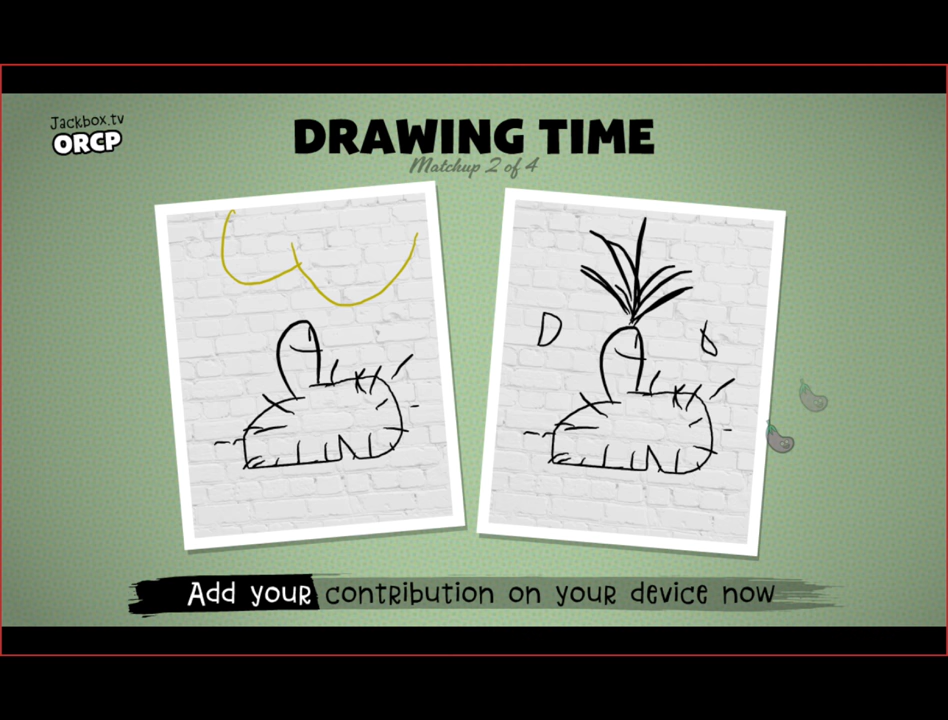 Jackbox.tv
ORCP
DRAWING TIME
Matchup 2 of 4
D
Add your contribution on your device now